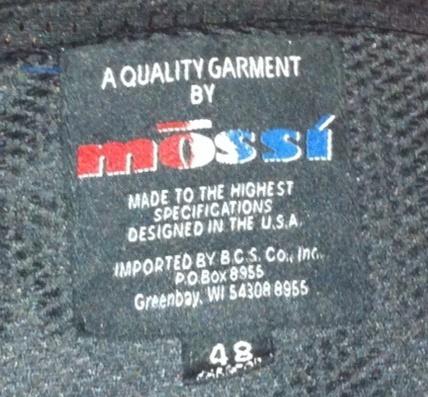 A QUALITY GARMENT
BY
mōssí
MADE TO THE HIGHEST
SPECIFICATIONS
DESIGNED IN THE U.S.A.
IMPORTED BY B.C.S. Co., Inc.
P.O.Box 8955
Greenbay, WI 54308 8955
48